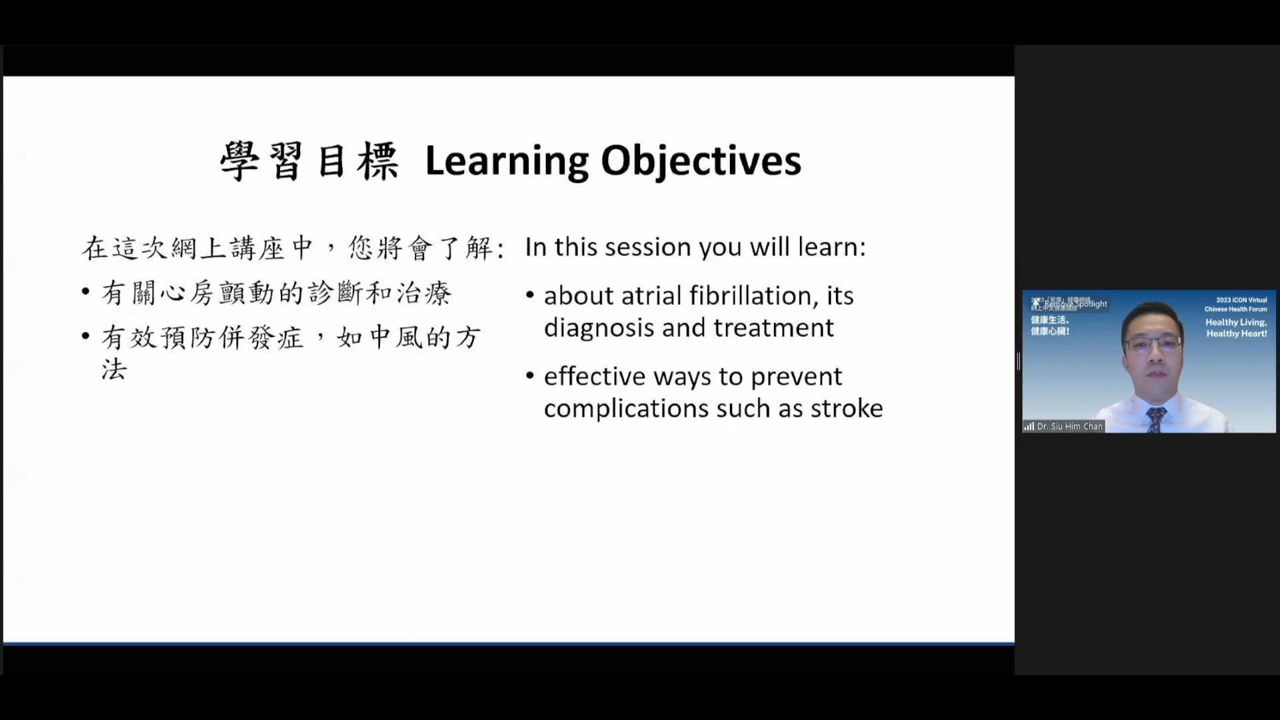 學習目標 Learning Objectives
在這次網上講座中，您將會了解：
• 有關心房顫動的診斷和治療
• 有效預防併發症，如中風的方
法
In this session you will learn:
• about atrial fibrillation, its
diagnosis and treatment
• effective ways to prevent
complications such as stroke
Remove Spotlight
健康生活、
健康心臟！
2023 iCON Virtual
Chinese Health Forum
Healthy Living,
Healthy Heart!
Dr. Siu Him Chan